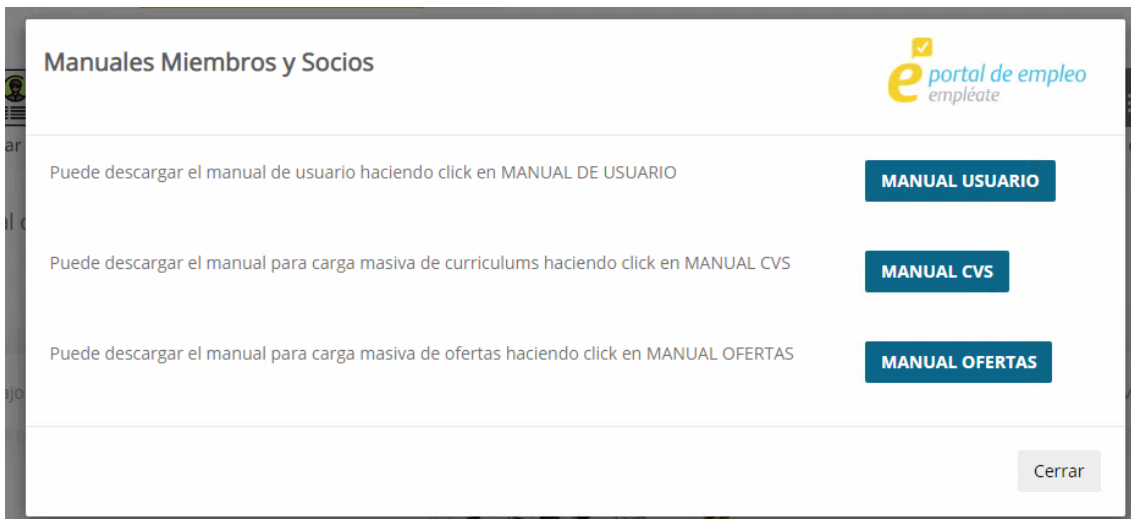 Manuales Miembros y Socios
e portal de empleo
empléate
Puede descargar el manual de usuario haciendo click en MANUAL DE USUARIO
MANUAL USUARIO
Puede descargar el manual para carga masiva de curriculums haciendo click en MANUAL CVS
MANUAL CVS
Puede descargar el manual para carga masiva de ofertas haciendo click en MANUAL OFERTAS
MANUAL OFERTAS
Cerrar